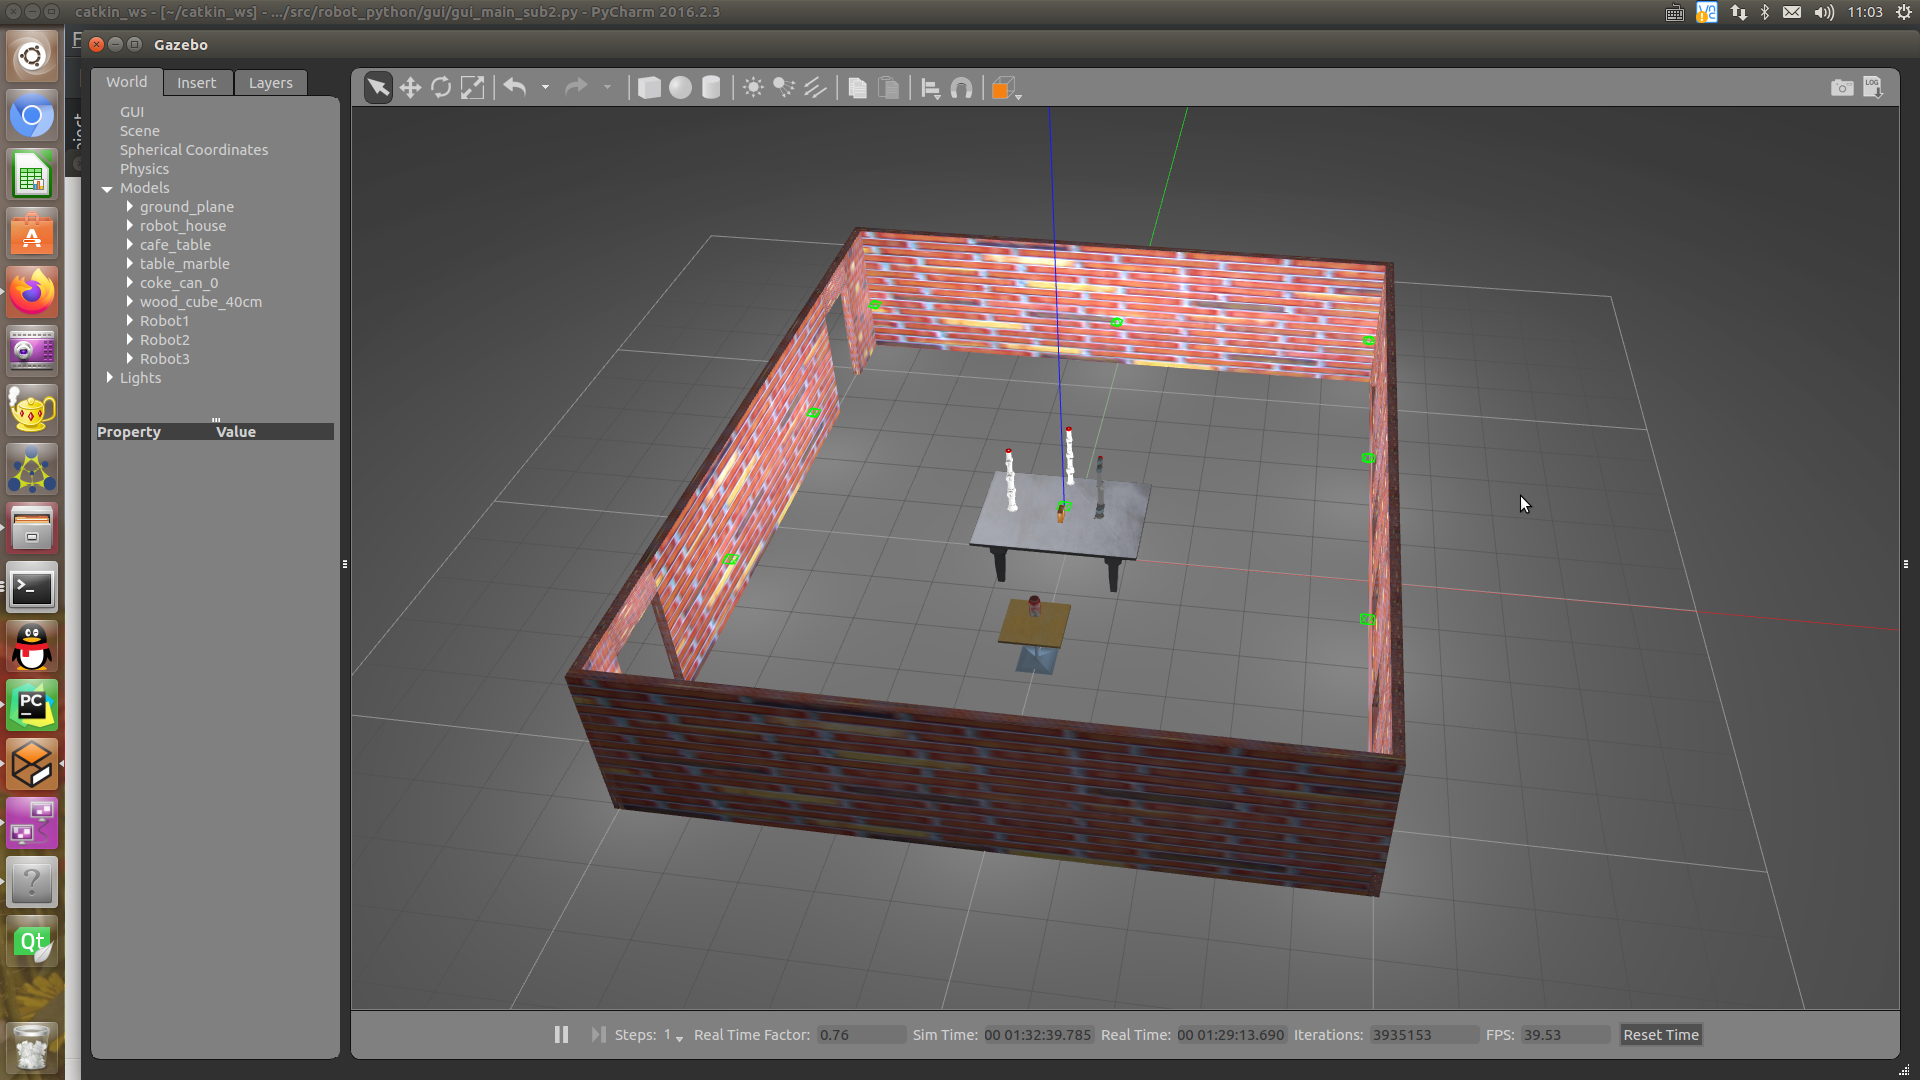 catkin_ws - [~/catkin_ws] - .../src/robot_python/gui/gui_main_sub2.py - PyCharm 2016.2.3
11:03
Gazebo
World Insert Layers
GUI
Scene
Spherical Coordinates
Physics
Models
ground_plane
robot_house
cafe_table
table_marble
coke_can_0
wood_cube_40cm
Robot1
Robot2
Robot3
Lights
Property Value
LOG
PC
Qt
Steps: 1 Real Time Factor: 0.76 Sim Time: 00 01:32:39.785 Real Time: 00 01:29:13.690 Iterations: 3935153 FPS: 39.53 Reset Time